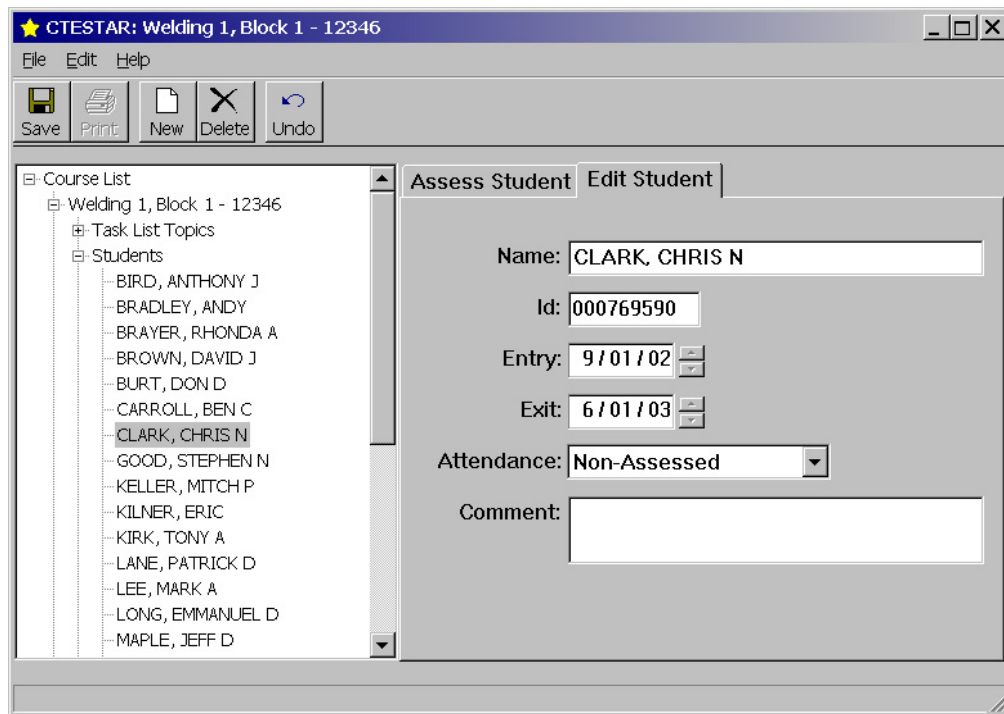 CTESTAR: Welding 1, Block 1 - 12346
File Edit Help
Save Print New Delete Undo
Course List
Welding 1, Block 1 - 12346
Task List Topics
Students
BIRD, ANTHONY J
BRADLEY, ANDY
BRAYER, RHONDA A
BROWN, DAVID J
BURT, DON D
CARROLL, BEN C
CLARK, CHRIS N
GOOD, STEPHEN N
KELLER, MITCH P
KILNER, ERIC
KIRK, TONY A
LANE, PATRICK D
LEE, MARK A
LONG, EMMANUEL D
MAPLE, JEFF D
Assess Student Edit Student
Name: CLARK, CHRIS N
Id: 000769590
Entry: 9/01/02
Exit: 6/01/03
Attendance: Non-Assessed
Comment: